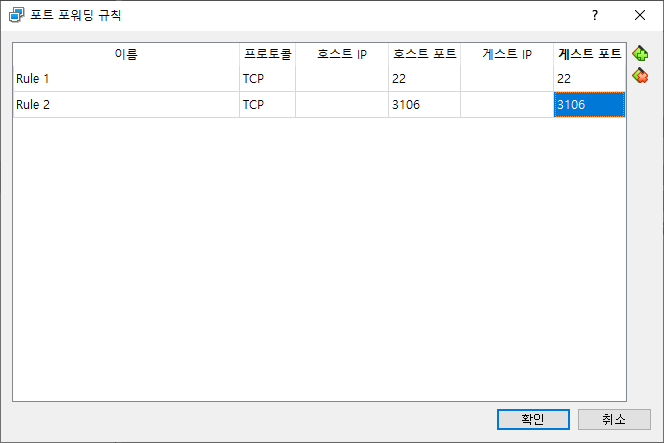 포트 포워딩 규칙 ?
이름 프로토콜 호스트 IP 호스트 포트 게스트 IP 게스트 포트
Rule 1 TCP 22 22
Rule 2 TCP 3106 3106
확인 취소